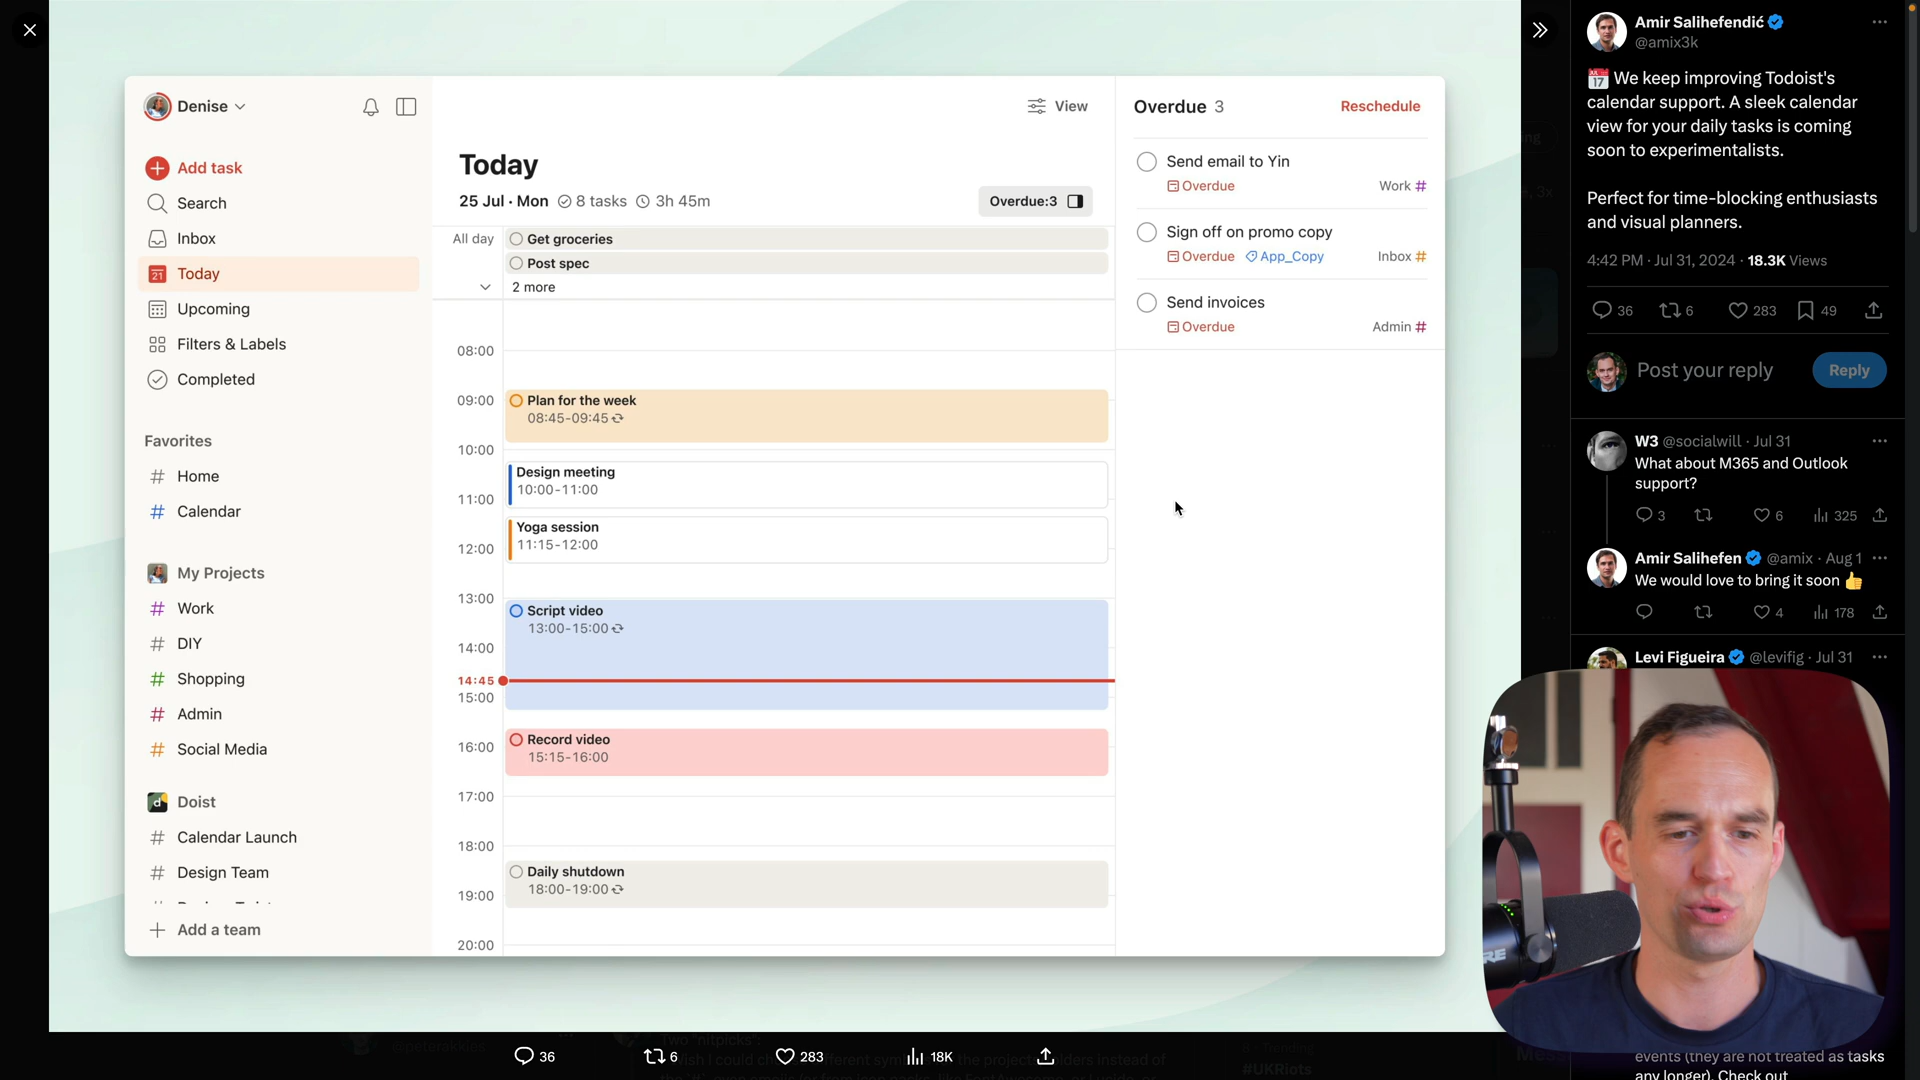 Denise
Add task
Search
Inbox
21
Today
Upcoming
Filters & Labels
Completed
Favorites
# Home
# Calendar
My Projects
# Work
# DIY
# Shopping
# Admin
# Social Media
d
Doist
# Calendar Launch
# Design Team
Add a team
View
Today
25 Jul · Mon 8 tasks 3h 45m
Overdue:3
All day
Get groceries
Post spec
2 more
08:00
09:00
Plan for the week
08:45-09:45
10:00
Design meeting
10:00-11:00
11:00
Yoga session
11:15-12:00
12:00
13:00
Script video
13:00-15:00
14:00
14:45
15:00
Record video
15:15-16:00
16:00
17:00
18:00
Daily shutdown
18:00-19:00
19:00
20:00
Overdue 3
Reschedule
Send email to Yin
Overdue Work #
Sign off on promo copy
Overdue App_Copy Inbox #
Send invoices
Overdue Admin #
36 6 283 18K
#UKRiots
Amir Salihefendić
@amix3k
📅 We keep improving Todoist's
calendar support. A sleek calendar
view for your daily tasks is coming
soon to experimentalists.
Perfect for time-blocking enthusiasts
and visual planners.
4:42 PM · Jul 31, 2024 · 18.3K Views
36 6 283 49
Post your reply
Reply
W3 @socialwill · Jul 31
What about M365 and Outlook
support?
3 6 325
Amir Salihefen @amix · Aug 1
We would love to bring it soon 👍
4 178
Levi Figueira @levifig · Jul 31
events (they are not treated as tasks
any longer). Check out